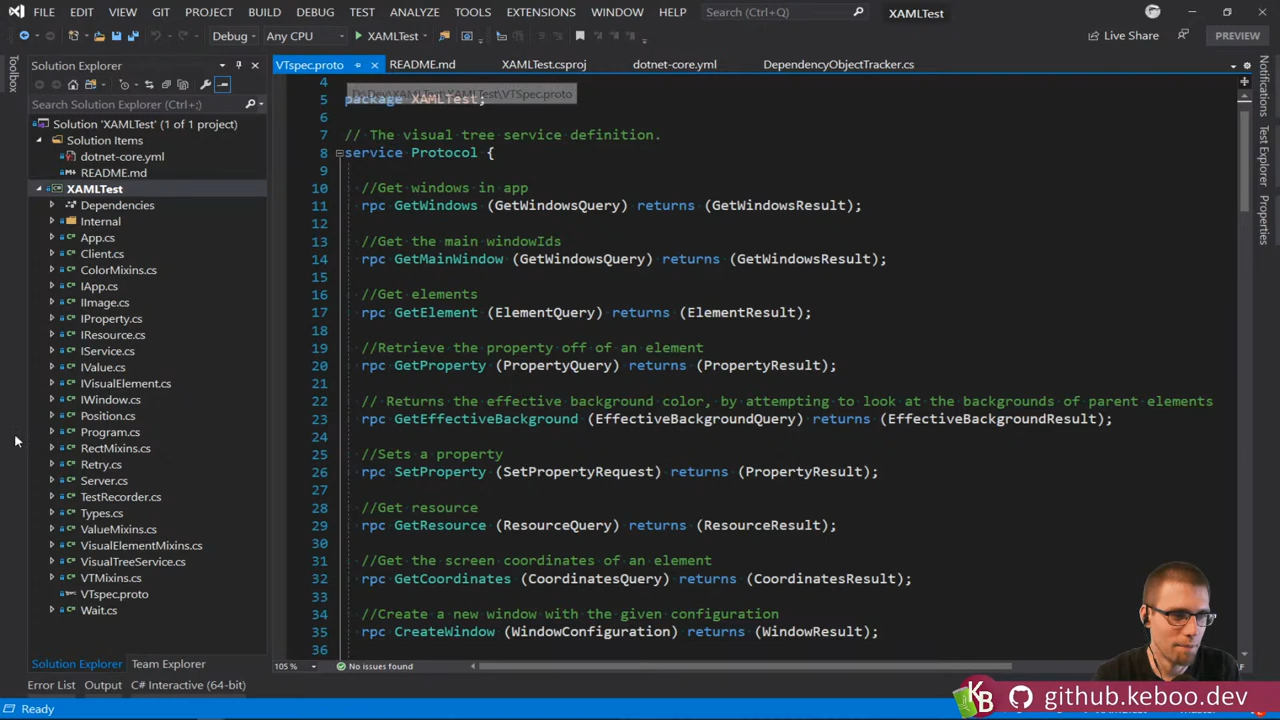 FILE EDIT VIEW GIT PROJECT BUILD DEBUG TEST ANALYZE TOOLS EXTENSIONS WINDOW HELP Search (Ctrl+Q) XAMLTest
Debug Any CPU XAMLTest Live Share PREVIEW
Toolbox
Solution Explorer
Search Solution Explorer (Ctrl+;)
Solution 'XAMLTest' (1 of 1 project)
Solution Items
dotnet-core.yml
README.md
XAMLTest
Dependencies
Internal
App.cs
Client.cs
ColorMixins.cs
IApp.cs
IImage.cs
IProperty.cs
IResource.cs
IService.cs
IValue.cs
IVisualElement.cs
IWindow.cs
Position.cs
Program.cs
RectMixins.cs
Retry.cs
Server.cs
TestRecorder.cs
Types.cs
ValueMixins.cs
VisualElementMixins.cs
VisualTreeService.cs
VTMixins.cs
VTspec.proto
Wait.cs
Solution Explorer Team Explorer
VTspec.proto README.md XAMLTest.csproj dotnet-core.yml DependencyObjectTracker.cs
D:\Dev\XAMLTest\XAMLTest\VTSpec.proto
4
5 package XAMLTest;
6
7 // The visual tree service definition.
8 service Protocol {
9
10 //Get windows in app
11 rpc GetWindows (GetWindowsQuery) returns (GetWindowsResult);
12
13 //Get the main windowIds
14 rpc GetMainWindow (GetWindowsQuery) returns (GetWindowsResult);
15
16 //Get elements
17 rpc GetElement (ElementQuery) returns (ElementResult);
18
19 //Retrieve the property off of an element
20 rpc GetProperty (PropertyQuery) returns (PropertyResult);
21
22 // Returns the effective background color, by attempting to look at the backgrounds of parent elements
23 rpc GetEffectiveBackground (EffectiveBackgroundQuery) returns (EffectiveBackgroundResult);
24
25 //Sets a property
26 rpc SetProperty (SetPropertyRequest) returns (PropertyResult);
27
28 //Get resource
29 rpc GetResource (ResourceQuery) returns (ResourceResult);
30
31 //Get the screen coordinates of an element
32 rpc GetCoordinates (CoordinatesQuery) returns (CoordinatesResult);
33
34 //Create a new window with the given configuration
35 rpc CreateWindow (WindowConfiguration) returns (WindowResult);
36
105 % No issues found
Notifications
Test Explorer
Properties
Error List Output C# Interactive (64-bit)
Ready
KB github.keboo.dev